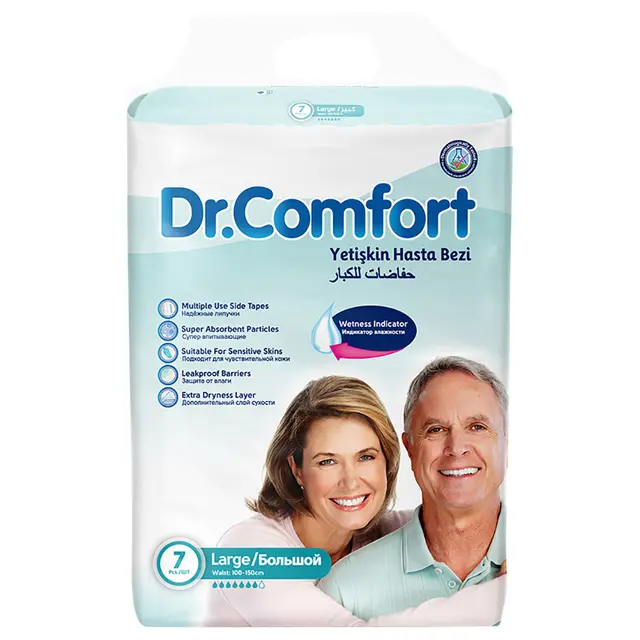 7
Large / كبير
Dermatologically Tested
Dr.Comfort
Yetişkin Hasta Bezi
حفاضات للكبار
Multiple Use Side Tapes
Надёжные липучки
Super Absorbent Particles
Супер впитывающие
Suitable For Sensitive Skins
Подходит для чувствительной кожи
Leakproof Barriers
Защита от влаги
Extra Dryness Layer
Дополнительный слой сухости
Wetness Indicator
Индикатор влажности
7
Pcs./ШТ
Large/Большой
Waist: 100-150cm